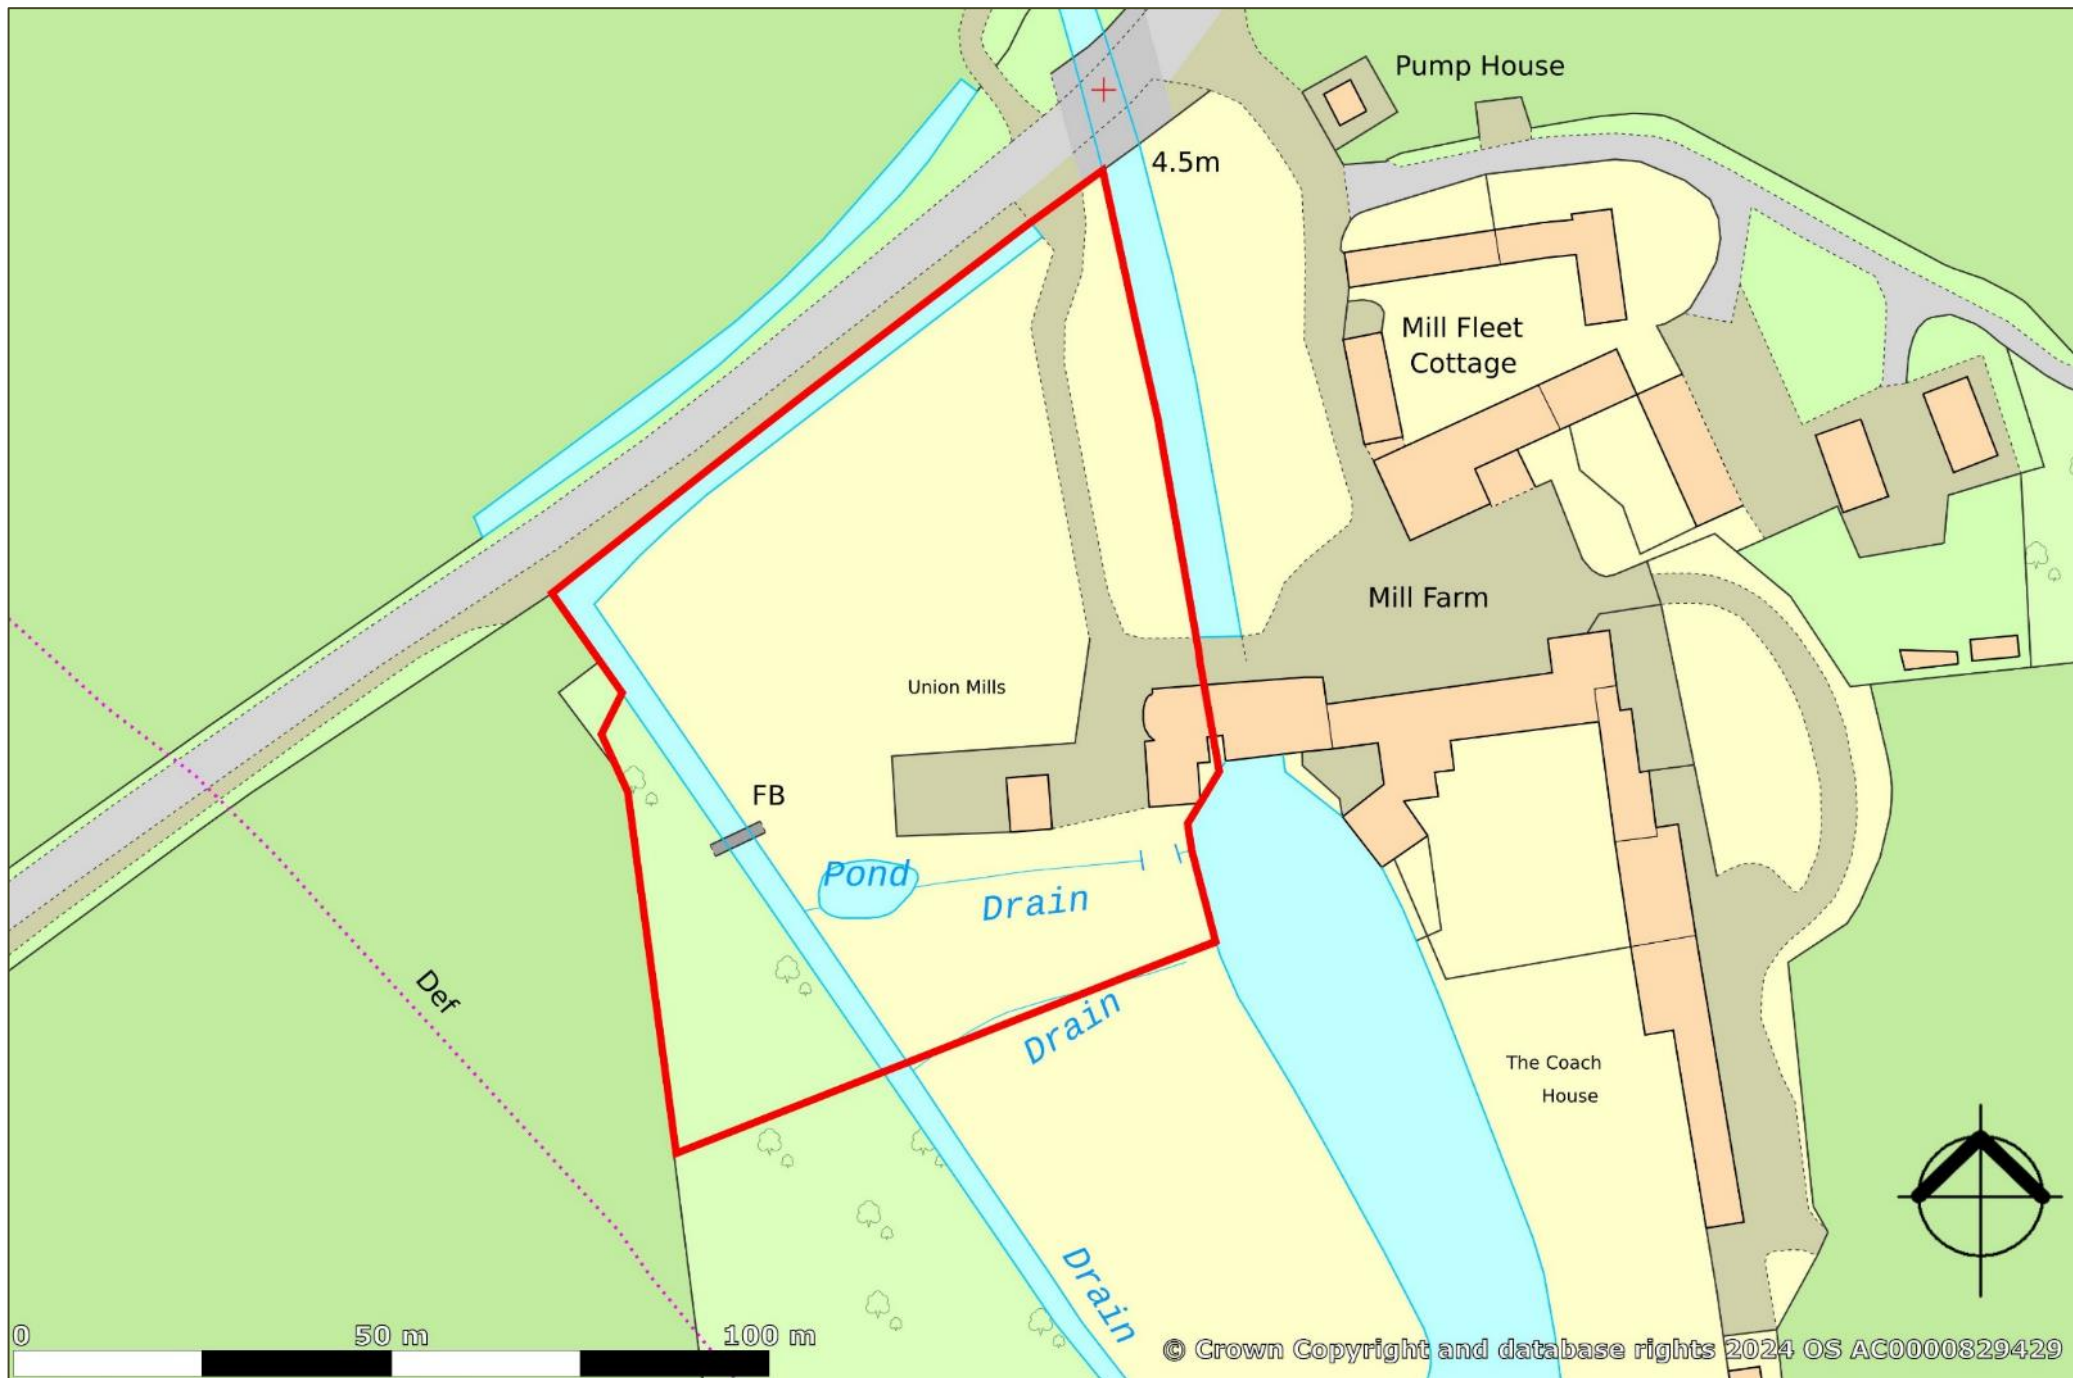 Pump House
4.5m
Mill Fleet
Cottage
Mill Farm
Union Mills
FB
Pond
Drain
Def
Drain
The Coach
House
Drain
0 50 m 100 m
© Crown Copyright and database rights 2024 OS AC0000829429